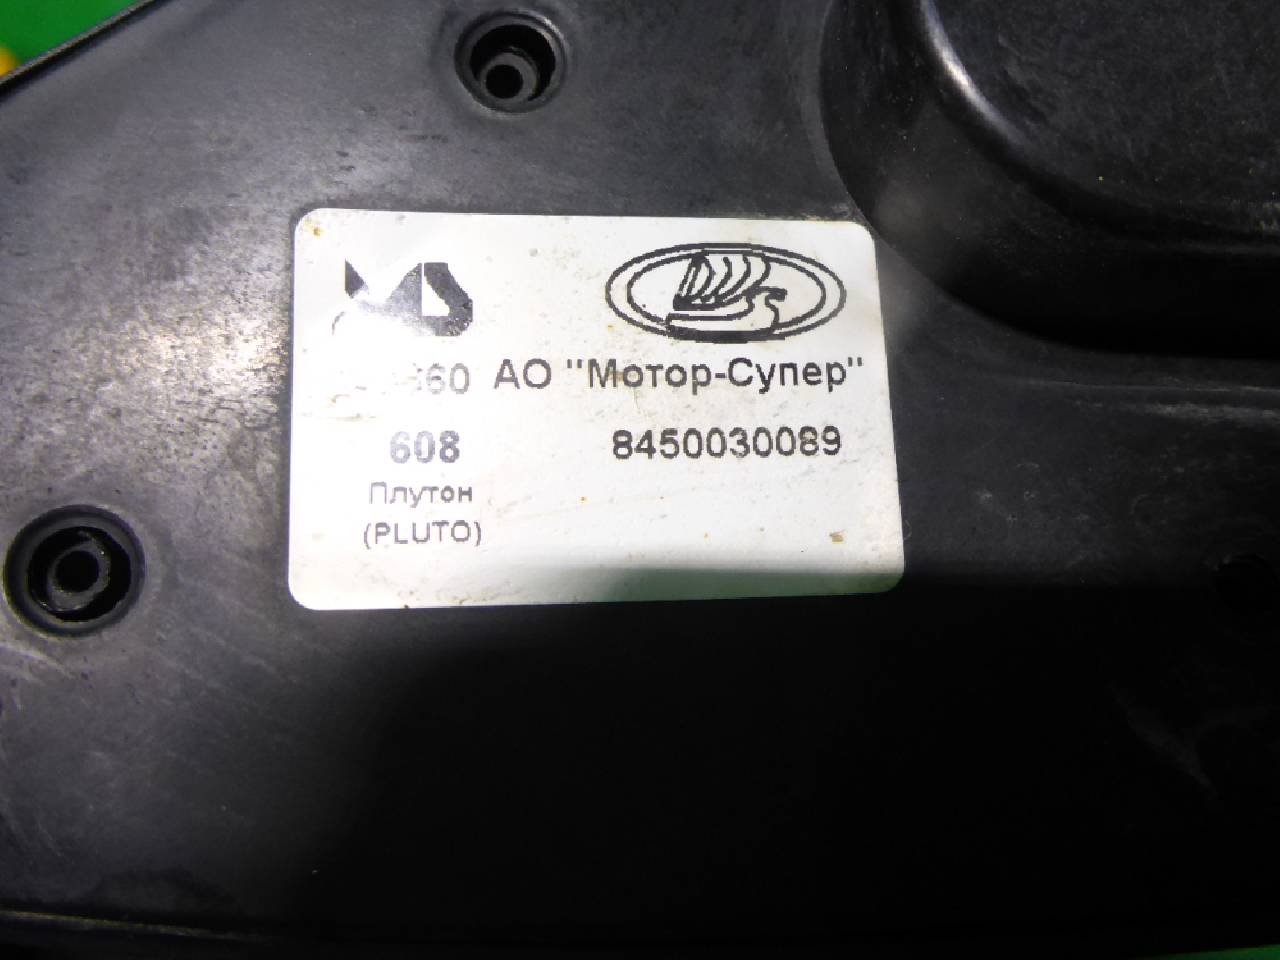 АО "Мотор-Супер"
608 8450030089
Плутон
(PLUTO)